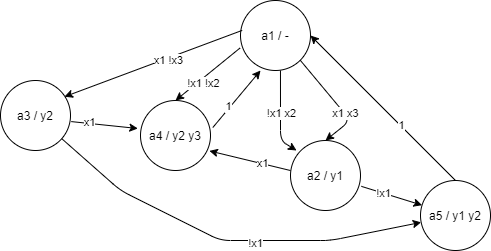 a1 / -
x1 !x3
!x1 !x2
a3 / y2
1
!x1 x2
x1 x3
x1
1
a4 / y2 y3
x1
a2 / y1
!x1
a5 / y1 y2
!x1